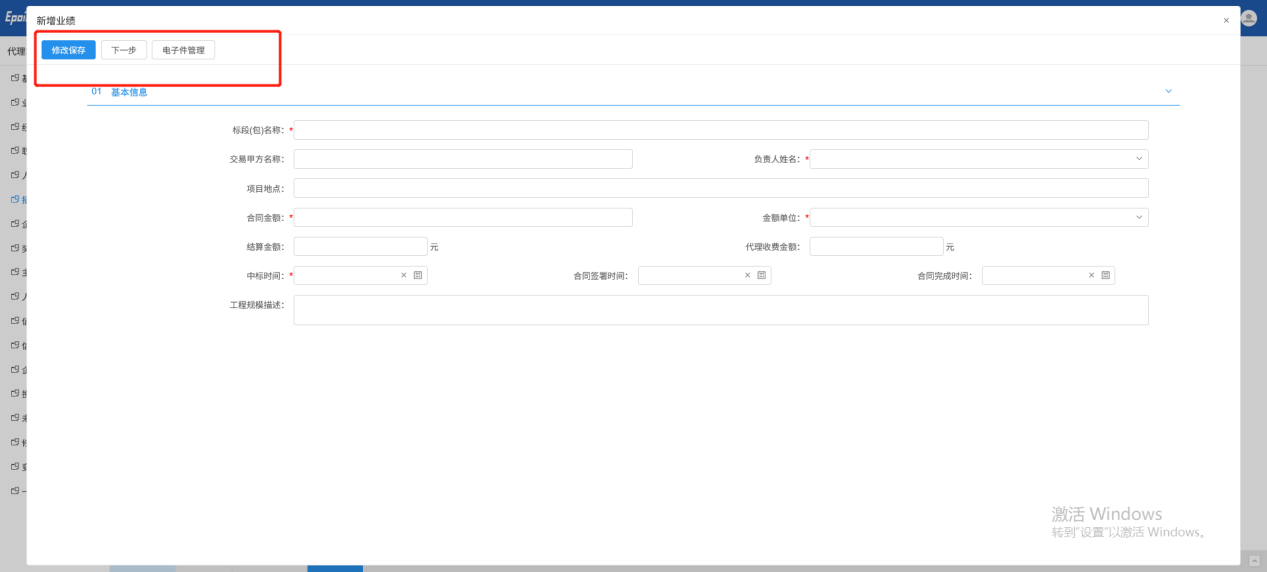 新增业绩
×
修改保存 下一步 电子件管理
代理
01 基本信息
标段(包)名称：*
交易甲方名称： 负责人姓名：*
项目地点：
合同金额：* 金额单位：*
结算金额： 元 代理收费金额： 元
中标时间：* 合同签署时间： 合同完成时间：
工程规模描述：
激活 Windows
转到"设置"以激活 Windows。